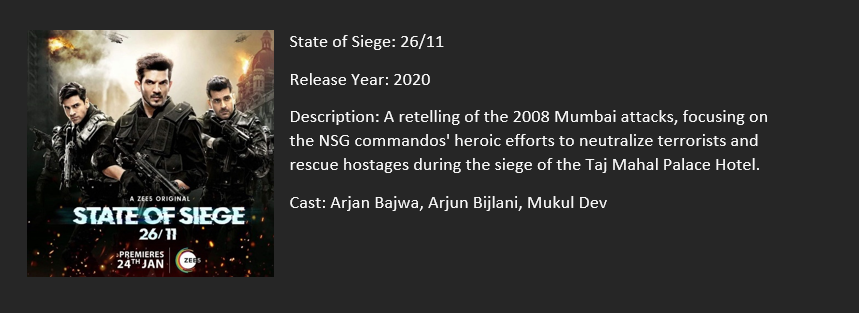 State of Siege: 26/11
Release Year: 2020
Description: A retelling of the 2008 Mumbai attacks, focusing on
the NSG commandos' heroic efforts to neutralize terrorists and
rescue hostages during the siege of the Taj Mahal Palace Hotel.
Cast: Arjan Bajwa, Arjun Bijlani, Mukul Dev
A ZEE5 ORIGINAL
STATE OF SIEGE
26/11
PREMIERES
24TH JAN
ZEE5